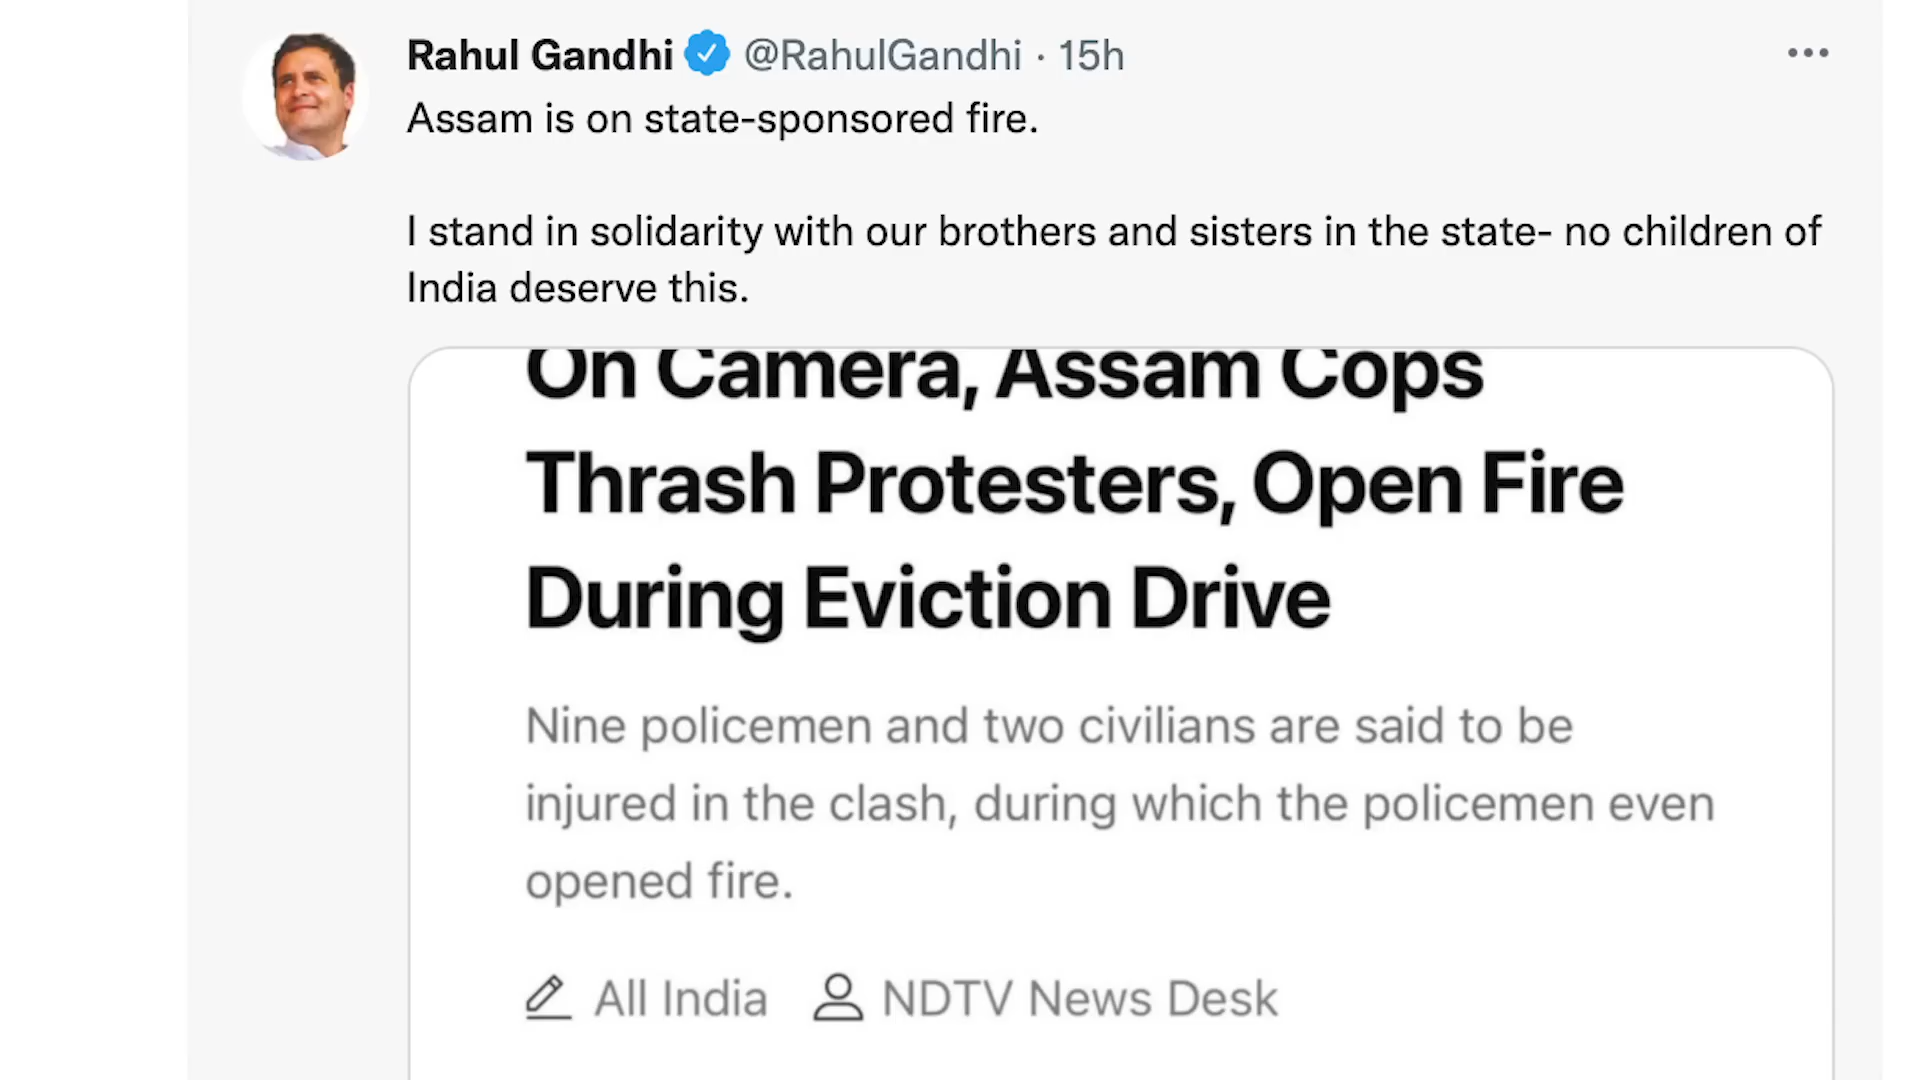 Rahul Gandhi @RahulGandhi · 15h
Assam is on state-sponsored fire.
I stand in solidarity with our brothers and sisters in the state- no children of
India deserve this.
On Camera, Assam Cops
Thrash Protesters, Open Fire
During Eviction Drive
Nine policemen and two civilians are said to be
injured in the clash, during which the policemen even
opened fire.
All India NDTV News Desk